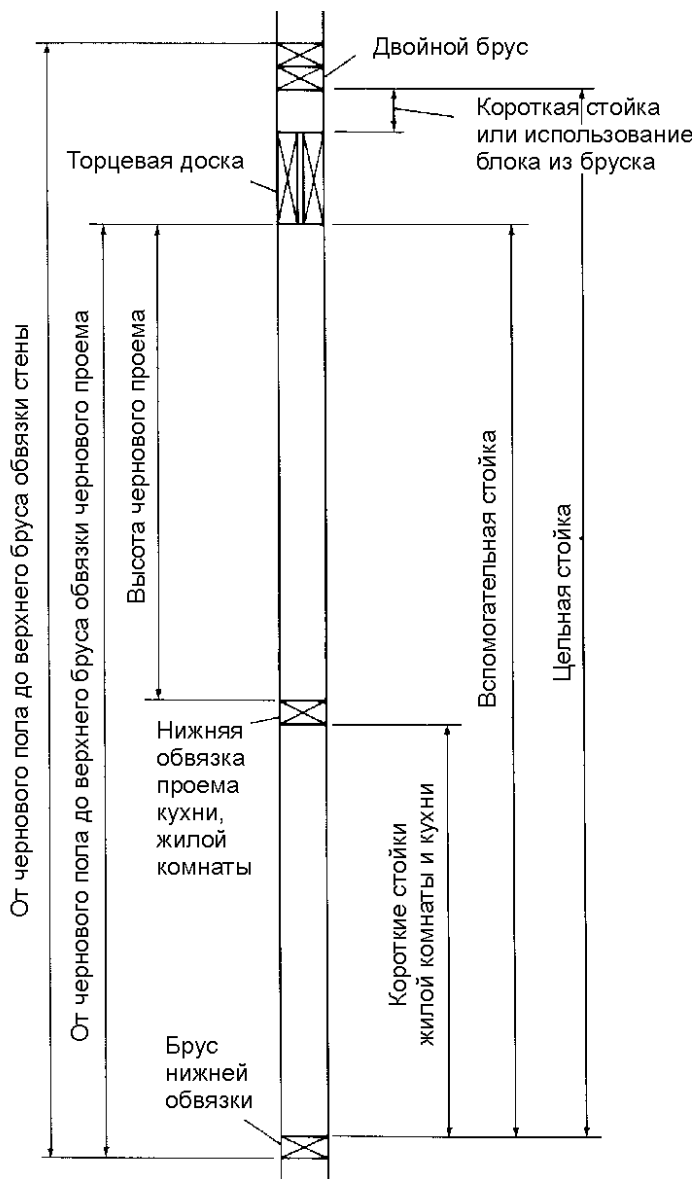 Двойной брус
Короткая стойка
или использование
блока из бруска
Торцевая доска
От чернового пола до верхнего бруса обвязки стены
От чернового пола до верхнего бруса обвязки чернового проема
Высота чернового проема
Вспомогательная стойка
Цельная стойка
Нижняя
обвязка
проема
кухни,
жилой
комнаты
Короткие стойки
жилой комнаты и кухни
Брус
нижней
обвязки